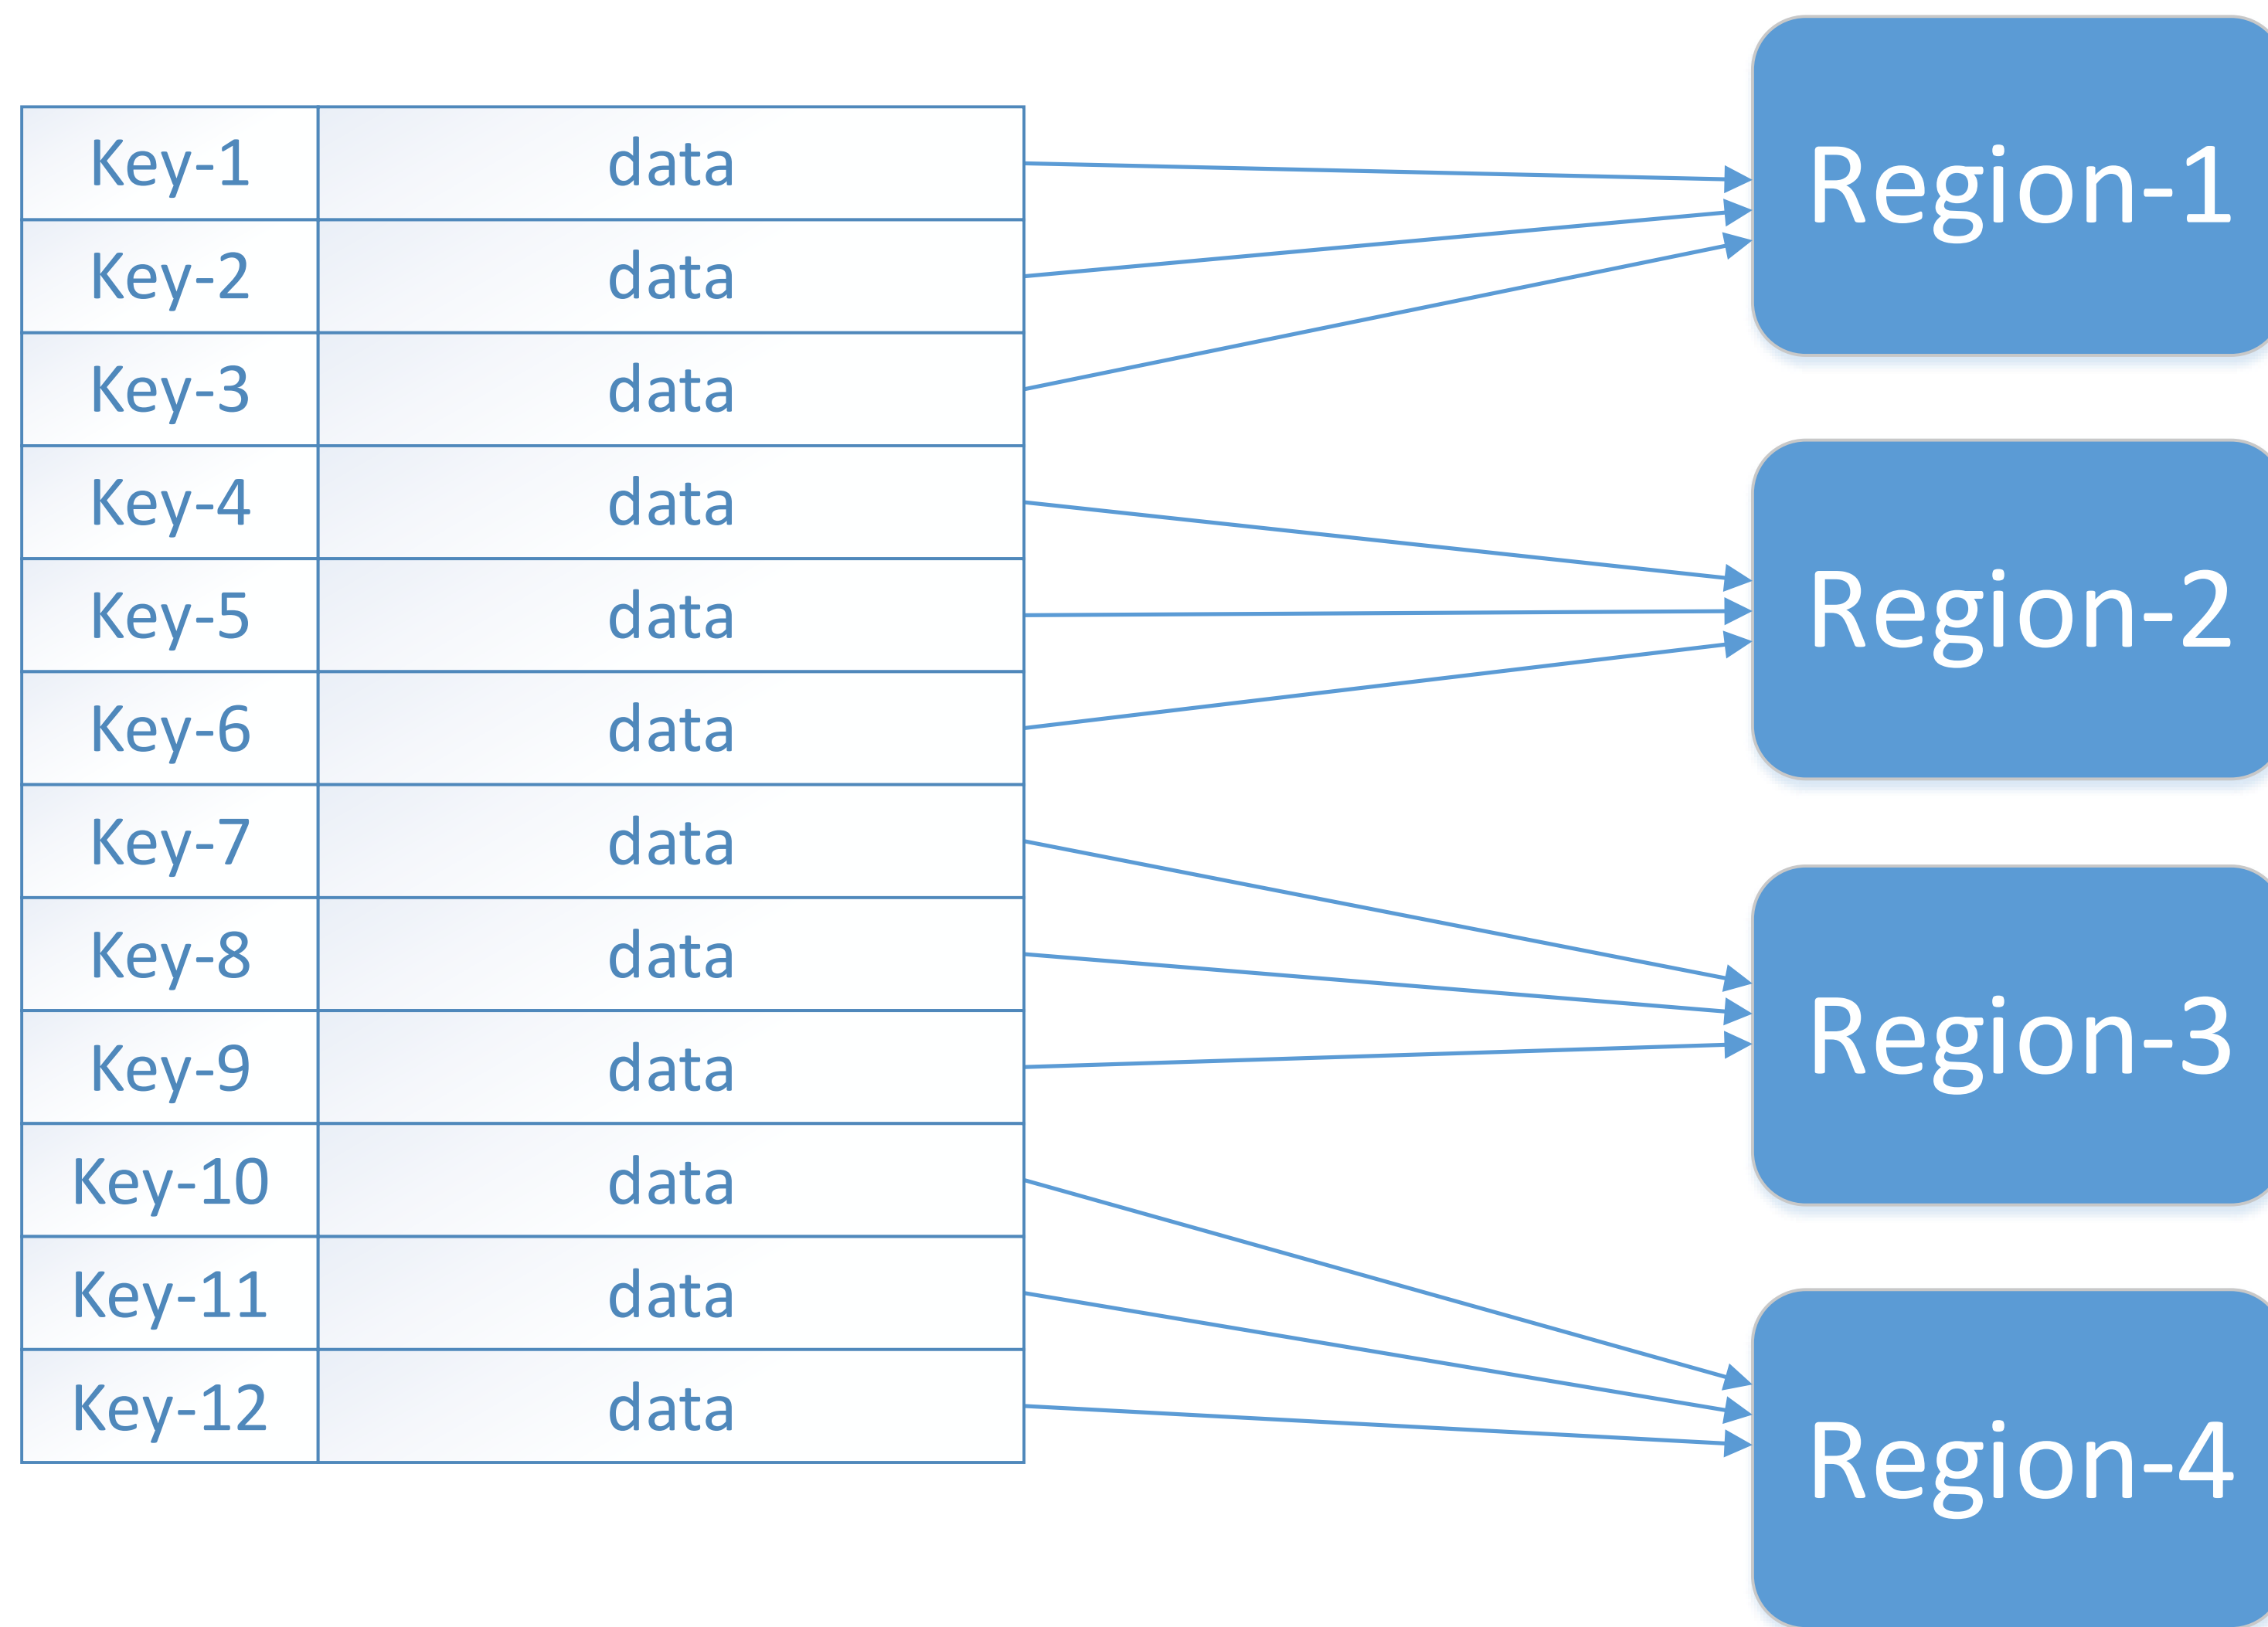 Key-1 data
Key-2 data
Key-3 data
Key-4 data
Key-5 data
Key-6 data
Key-7 data
Key-8 data
Key-9 data
Key-10 data
Key-11 data
Key-12 data
Region-1
Region-2
Region-3
Region-4